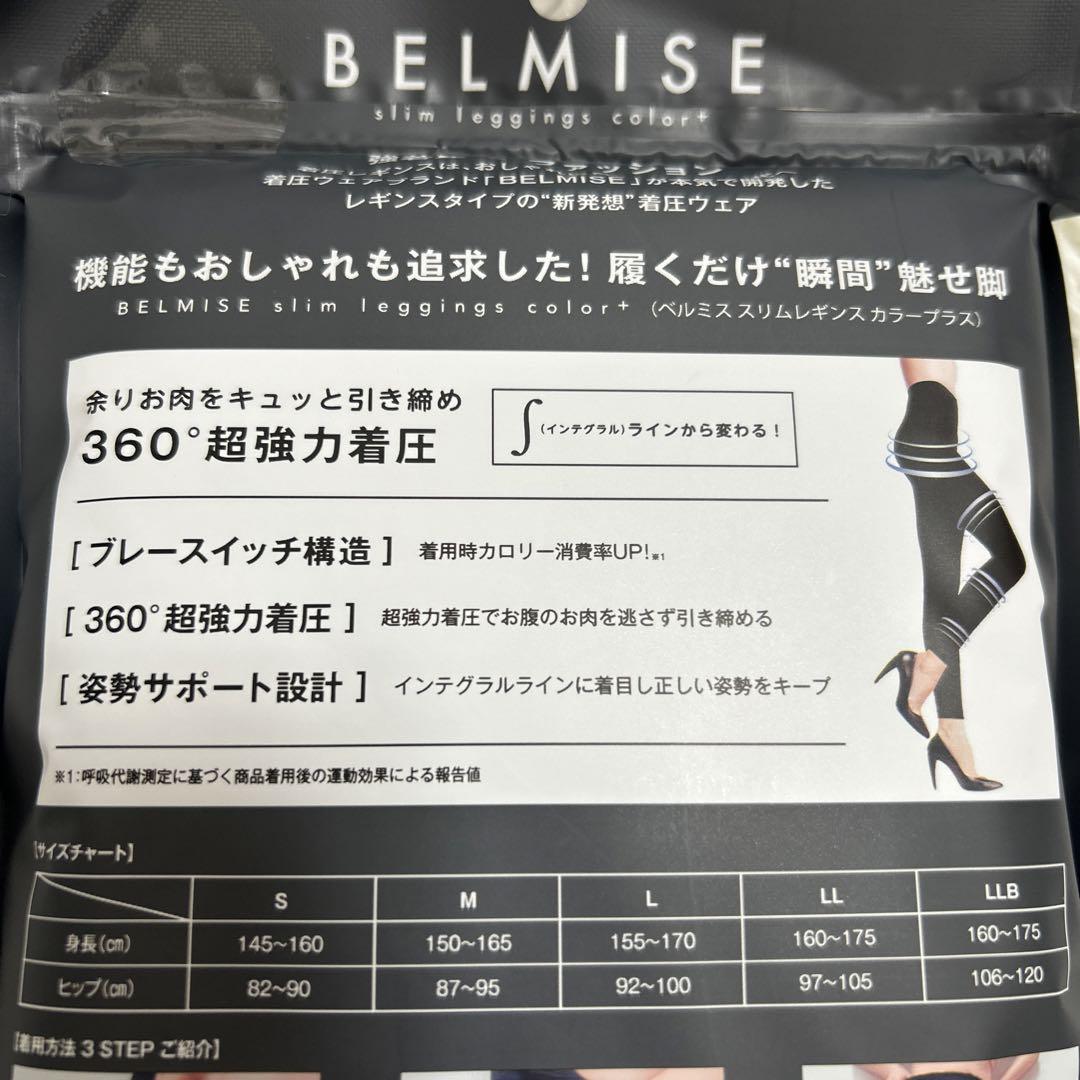 BELMISE
slim leggings color+
着圧ウェアブランド「BELMISE」が本気で開発した
レギンスタイプの“新発想”着圧ウェア
機能もおしゃれも追求した！履くだけ“瞬間”魅せ脚
BELMISE slim leggings color+ （ベルミス スリムレギンス カラープラス）
余りお肉をキュッと引き締め
360°超強力着圧
∫（インテグラル）ラインから変わる！
[ ブレースイッチ構造 ] 着用時カロリー消費率UP!※1
[ 360°超強力着圧 ] 超強力着圧でお腹のお肉を逃さず引き締める
[ 姿勢サポート設計 ] インテグラルラインに着目し正しい姿勢をキープ
※1：呼吸代謝測定に基づく商品着用後の運動効果による報告値
【サイズチャート】
S M L LL LLB
身長(cm) 145~160 150~165 155~170 160~175 160~175
ヒップ(cm) 82~90 87~95 92~100 97~105 106~120
【着用方法 3 STEP ご紹介】